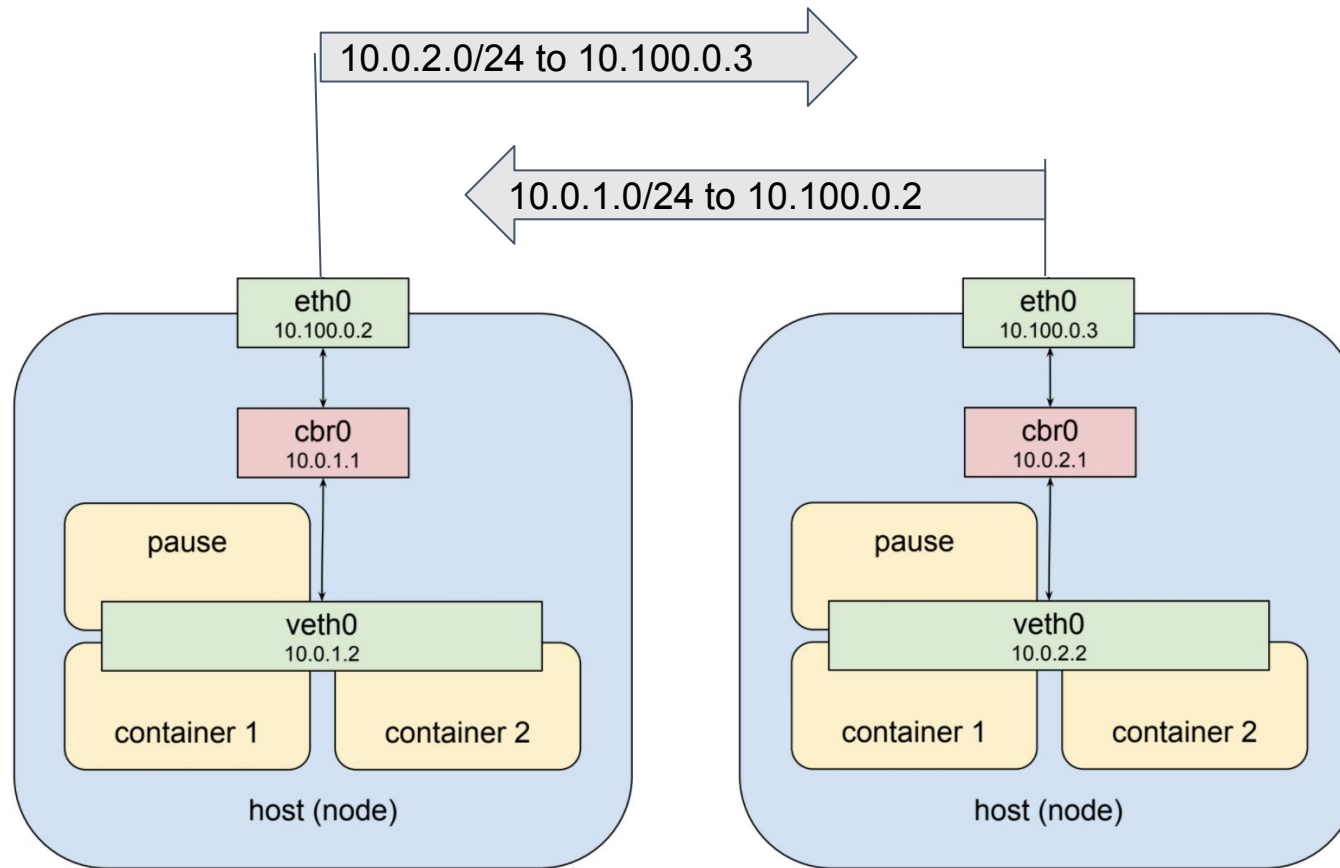 10.0.2.0/24 to 10.100.0.3
10.0.1.0/24 to 10.100.0.2
eth0
10.100.0.2
cbr0
10.0.1.1
pause
veth0
10.0.1.2
container 1
container 2
host (node)
eth0
10.100.0.3
cbr0
10.0.2.1
pause
veth0
10.0.2.2
container 1
container 2
host (node)